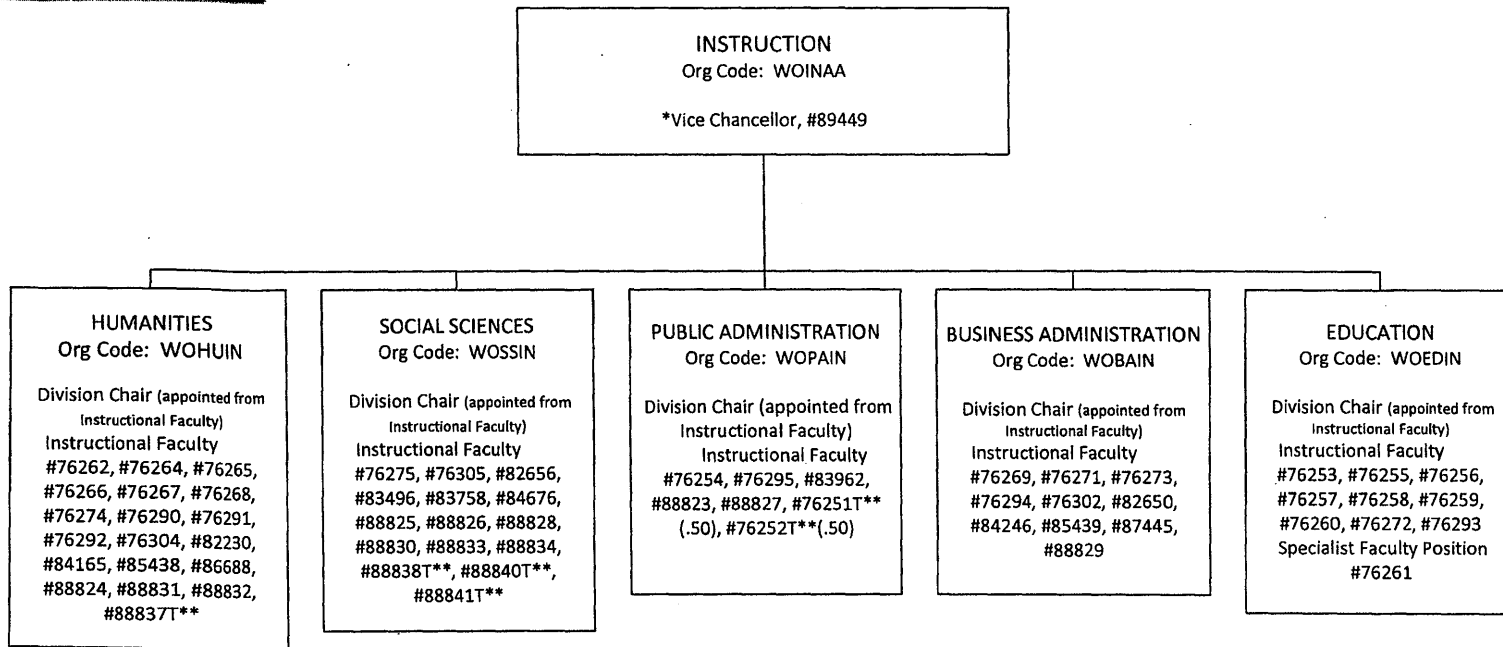 INSTRUCTION
Org Code: WOINAA
*Vice Chancellor, #89449
HUMANITIES
Org Code: WOHUIN
Division Chair (appointed from
Instructional Faculty)
Instructional Faculty
#76262, #76264, #76265,
#76266, #76267, #76268,
#76274, #76290, #76291,
#76292, #76304, #82230,
#84165, #85438, #86688,
#88824, #88831, #88832,
#88837T**
SOCIAL SCIENCES
Org Code: WOSSIN
Division Chair (appointed from
Instructional Faculty)
Instructional Faculty
#76275, #76305, #82656,
#83496, #83758, #84676,
#88825, #88826, #88828,
#88830, #88833, #88834,
#88838T**, #88840T**,
#88841T**
PUBLIC ADMINISTRATION
Org Code: WOPAIN
Division Chair (appointed from
Instructional Faculty)
Instructional Faculty
#76254, #76295, #83962,
#88823, #88827, #76251T**
(.50), #76252T**(.50)
BUSINESS ADMINISTRATION
Org Code: WOBAIN
Division Chair (appointed from
Instructional Faculty)
Instructional Faculty
#76269, #76271, #76273,
#76294, #76302, #82650,
#84246, #85439, #87445,
#88829
EDUCATION
Org Code: WOEDIN
Division Chair (appointed from
Instructional Faculty)
Instructional Faculty
#76253, #76255, #76256,
#76257, #76258, #76259,
#76260, #76272, #76293
Specialist Faculty Position
#76261